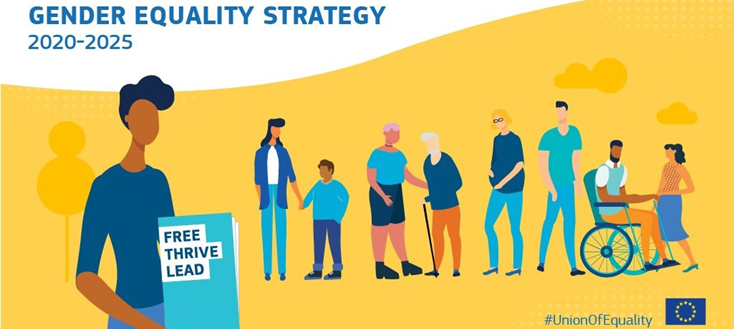 GENDER EQUALITY STRATEGY
2020-2025
FREE
THRIVE
LEAD
#UnionOfEquality